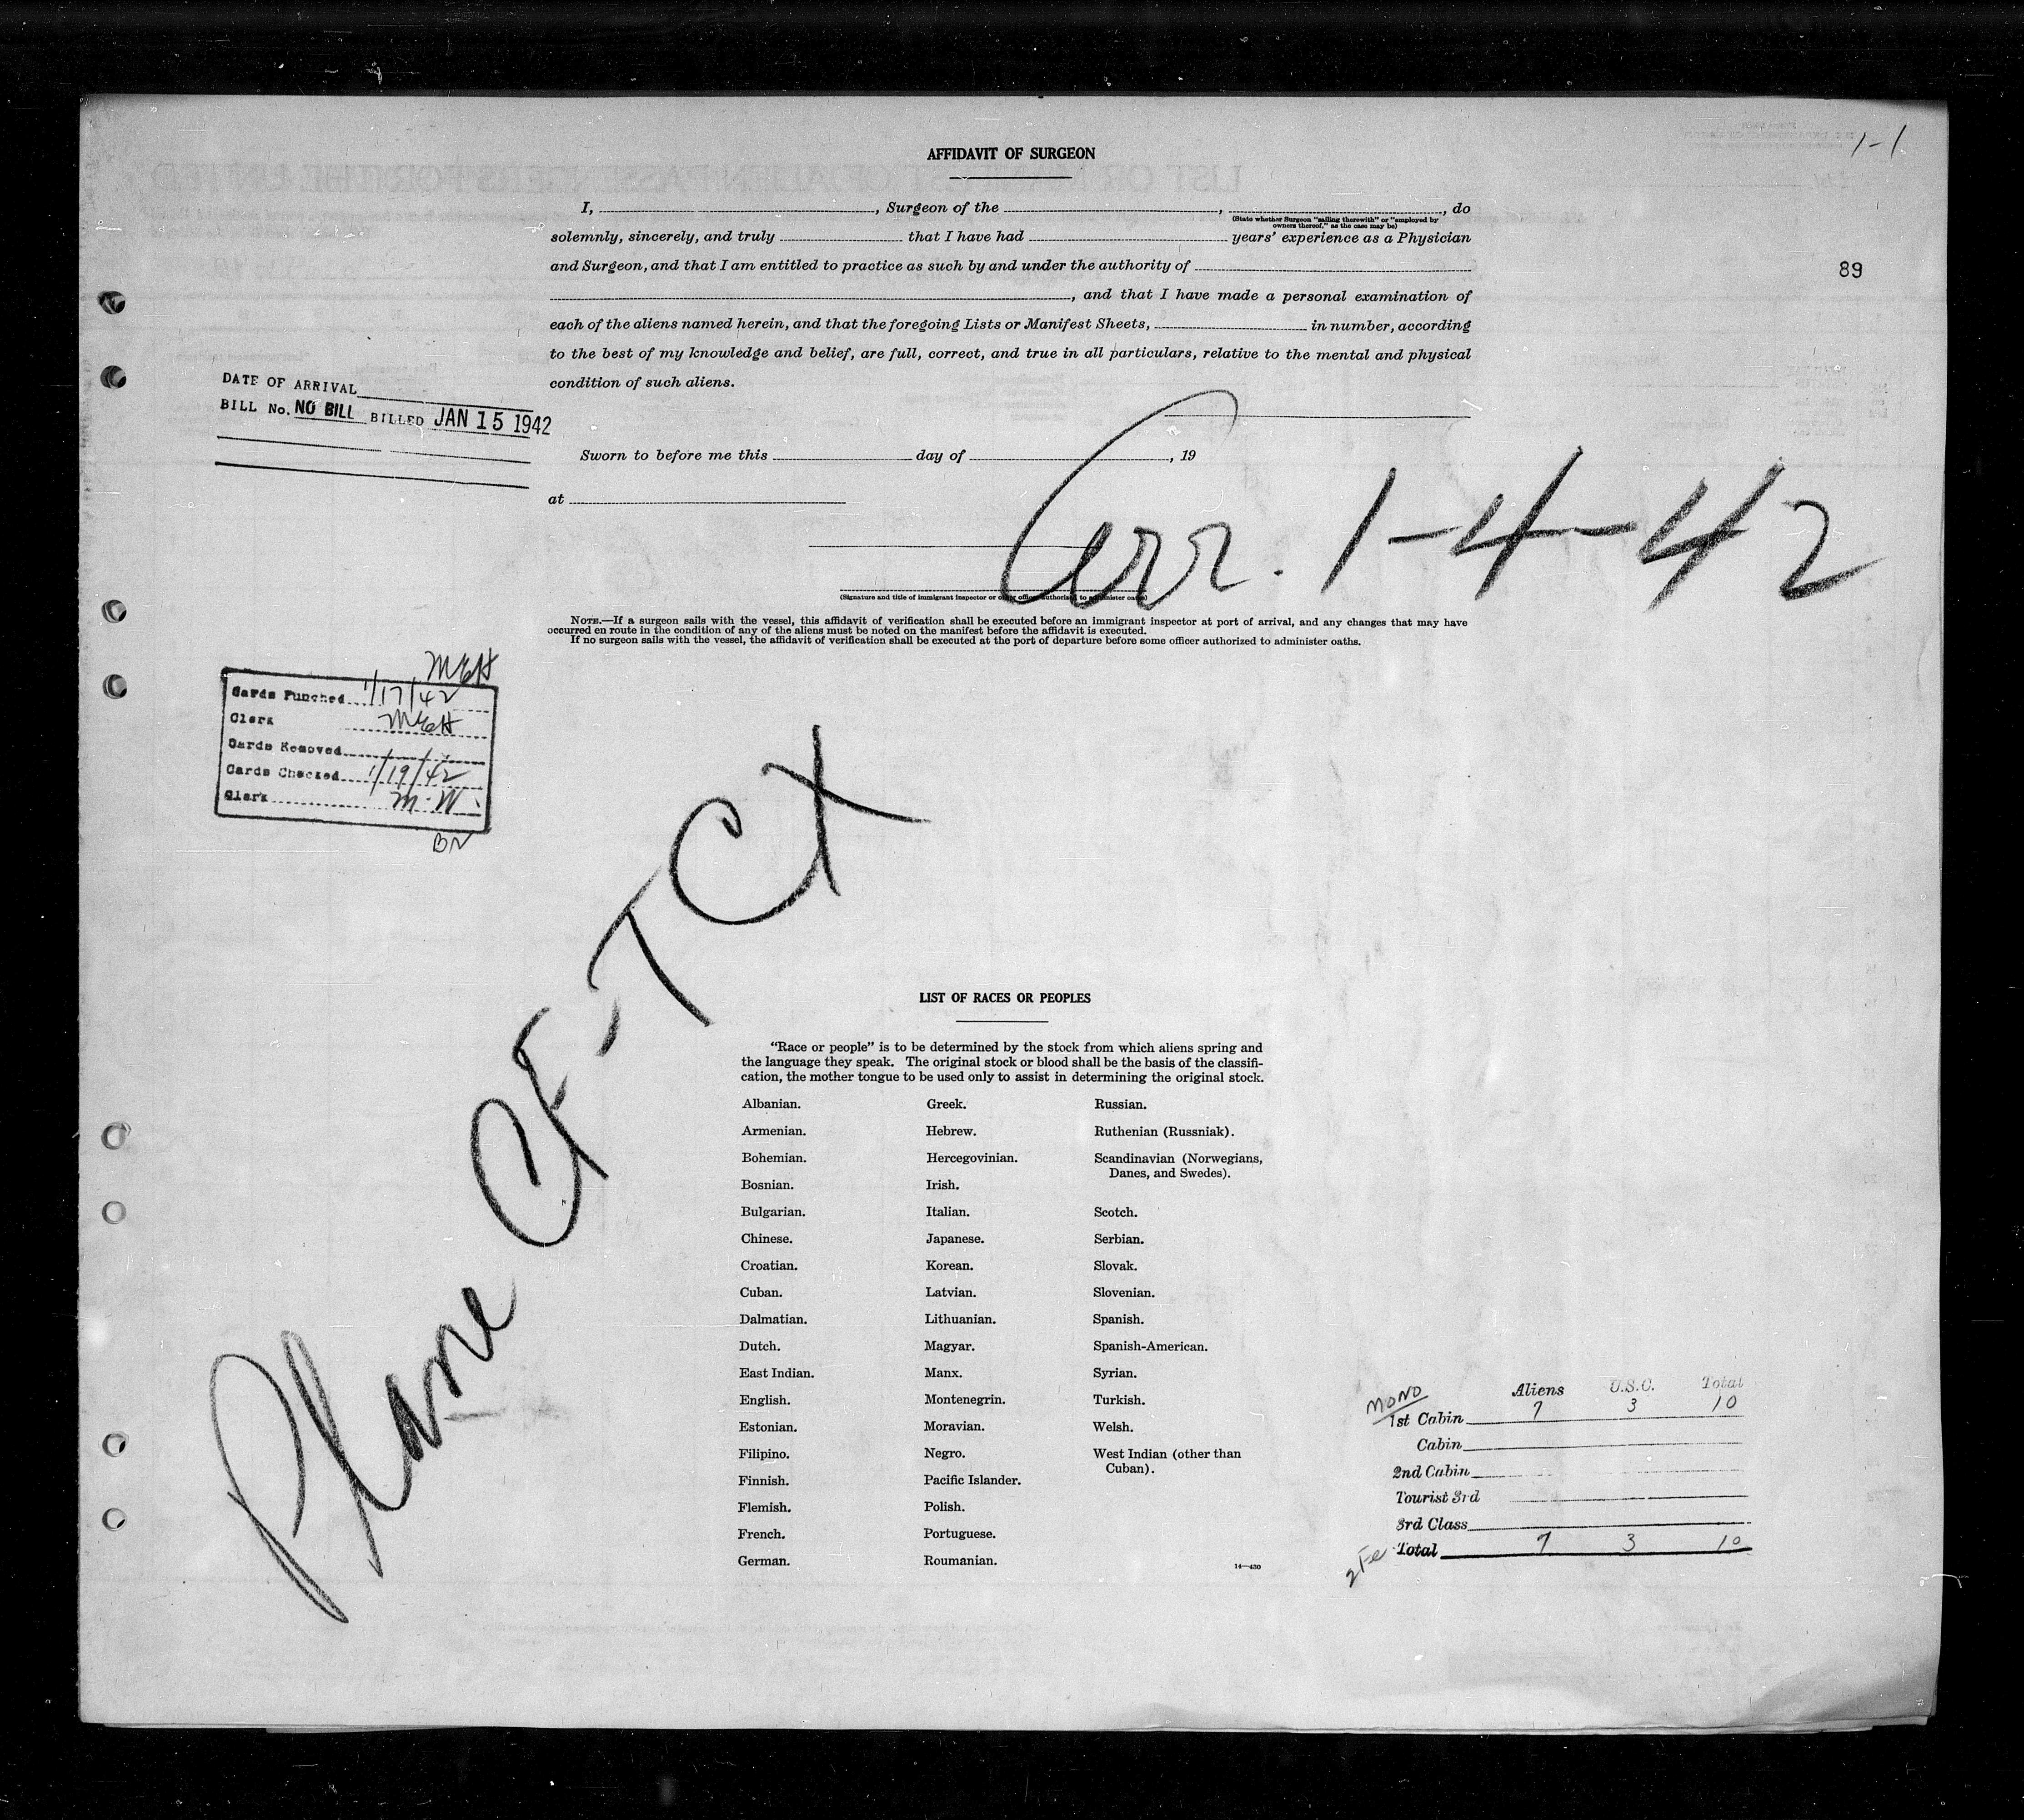 1-1
AFFIDAVIT OF SURGEON
I, , Surgeon of the , , do
(State whether Surgeon "sailing therewith" or "employed by
owners thereof," as the case may be)
solemnly, sincerely, and truly that I have had years' experience as a Physician
and Surgeon, and that I am entitled to practice as such by and under the authority of
89
, and that I have made a personal examination of
each of the aliens named herein, and that the foregoing Lists or Manifest Sheets, in number, according
to the best of my knowledge and belief, are full, correct, and true in all particulars, relative to the mental and physical
condition of such aliens.
DATE OF ARRIVAL
BILL No. NO BILL BILLED JAN 15 1942
Sworn to before me this day of , 19
at
Arr. 1-4-42
(Signature and title of immigrant inspector or other officer authorized to administer oaths)
NOTE.—If a surgeon sails with the vessel, this affidavit of verification shall be executed before an immigrant inspector at port of arrival, and any changes that may have
occurred en route in the condition of any of the aliens must be noted on the manifest before the affidavit is executed.
If no surgeon sails with the vessel, the affidavit of verification shall be executed at the port of departure before some officer authorized to administer oaths.
Cards Punched 1/17/42
Clerk
Cards Removed
Cards Checked 1/19/42
Clerk M.W.
BN
Plane CF-TCX
LIST OF RACES OR PEOPLES
"Race or people" is to be determined by the stock from which aliens spring and
the language they speak. The original stock or blood shall be the basis of the classifi-
cation, the mother tongue to be used only to assist in determining the original stock.
Albanian.
Armenian.
Bohemian.
Bosnian.
Bulgarian.
Chinese.
Croatian.
Cuban.
Dalmatian.
Dutch.
East Indian.
English.
Estonian.
Filipino.
Finnish.
Flemish.
French.
German.
Greek.
Hebrew.
Hercegovinian.
Irish.
Italian.
Japanese.
Korean.
Latvian.
Lithuanian.
Magyar.
Manx.
Montenegrin.
Moravian.
Negro.
Pacific Islander.
Polish.
Portuguese.
Roumanian.
Russian.
Ruthenian (Russniak).
Scandinavian (Norwegians,
Danes, and Swedes).
Scotch.
Serbian.
Slovak.
Slovenian.
Spanish.
Spanish-American.
Syrian.
Turkish.
Welsh.
West Indian (other than
Cuban).
14—430
Aliens U.S.C. Total
MONO
1st Cabin 7 3 10
Cabin
2nd Cabin
Tourist 3rd
3rd Class
Total 7 3 10